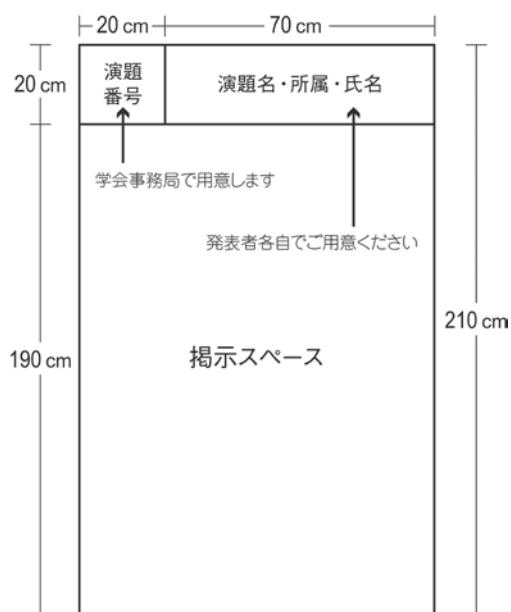 20 cm
70 cm
20 cm
演題
番号
演題名・所属・氏名
学会事務局で用意します
発表者各自でご用意ください
210 cm
190 cm
掲示スペース